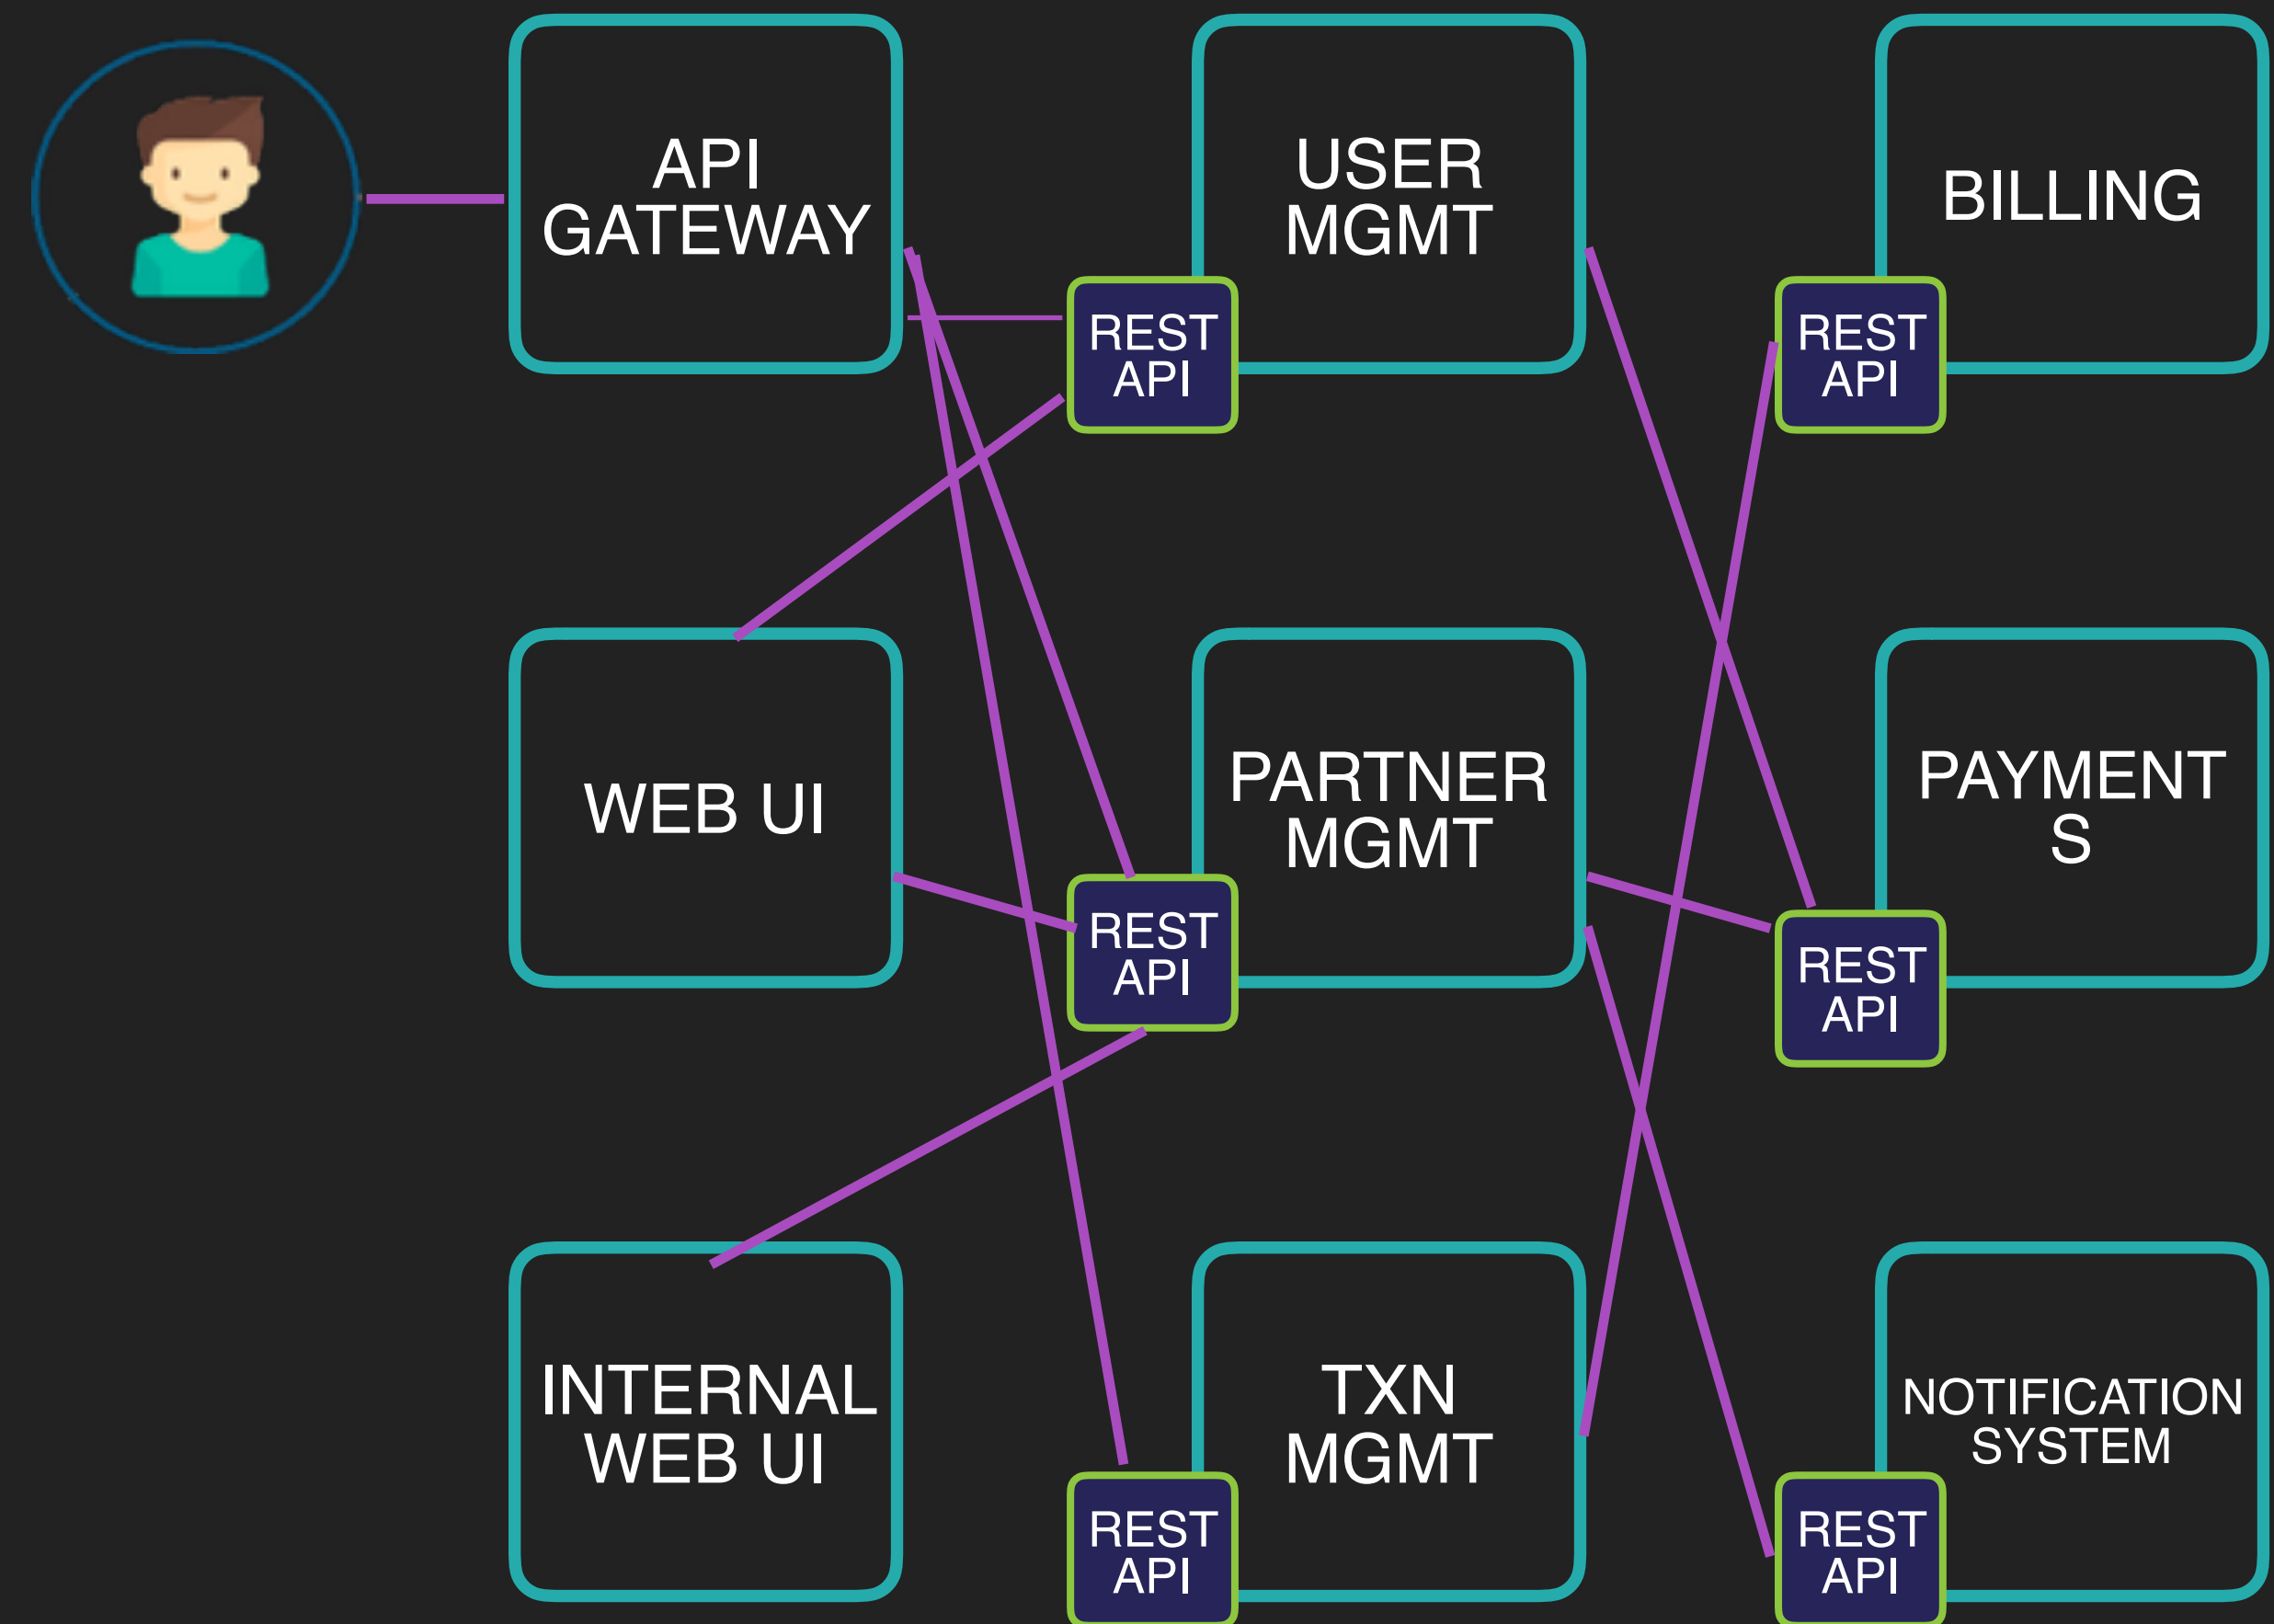 API
GATEWAY
USER
MGMT
REST
API
BILLING
REST
API
WEB UI
PARTNER
MGMT
REST
API
PAYMENT
S
REST
API
INTERNAL
WEB UI
TXN
MGMT
REST
API
NOTIFICATION
SYSTEM
REST
API